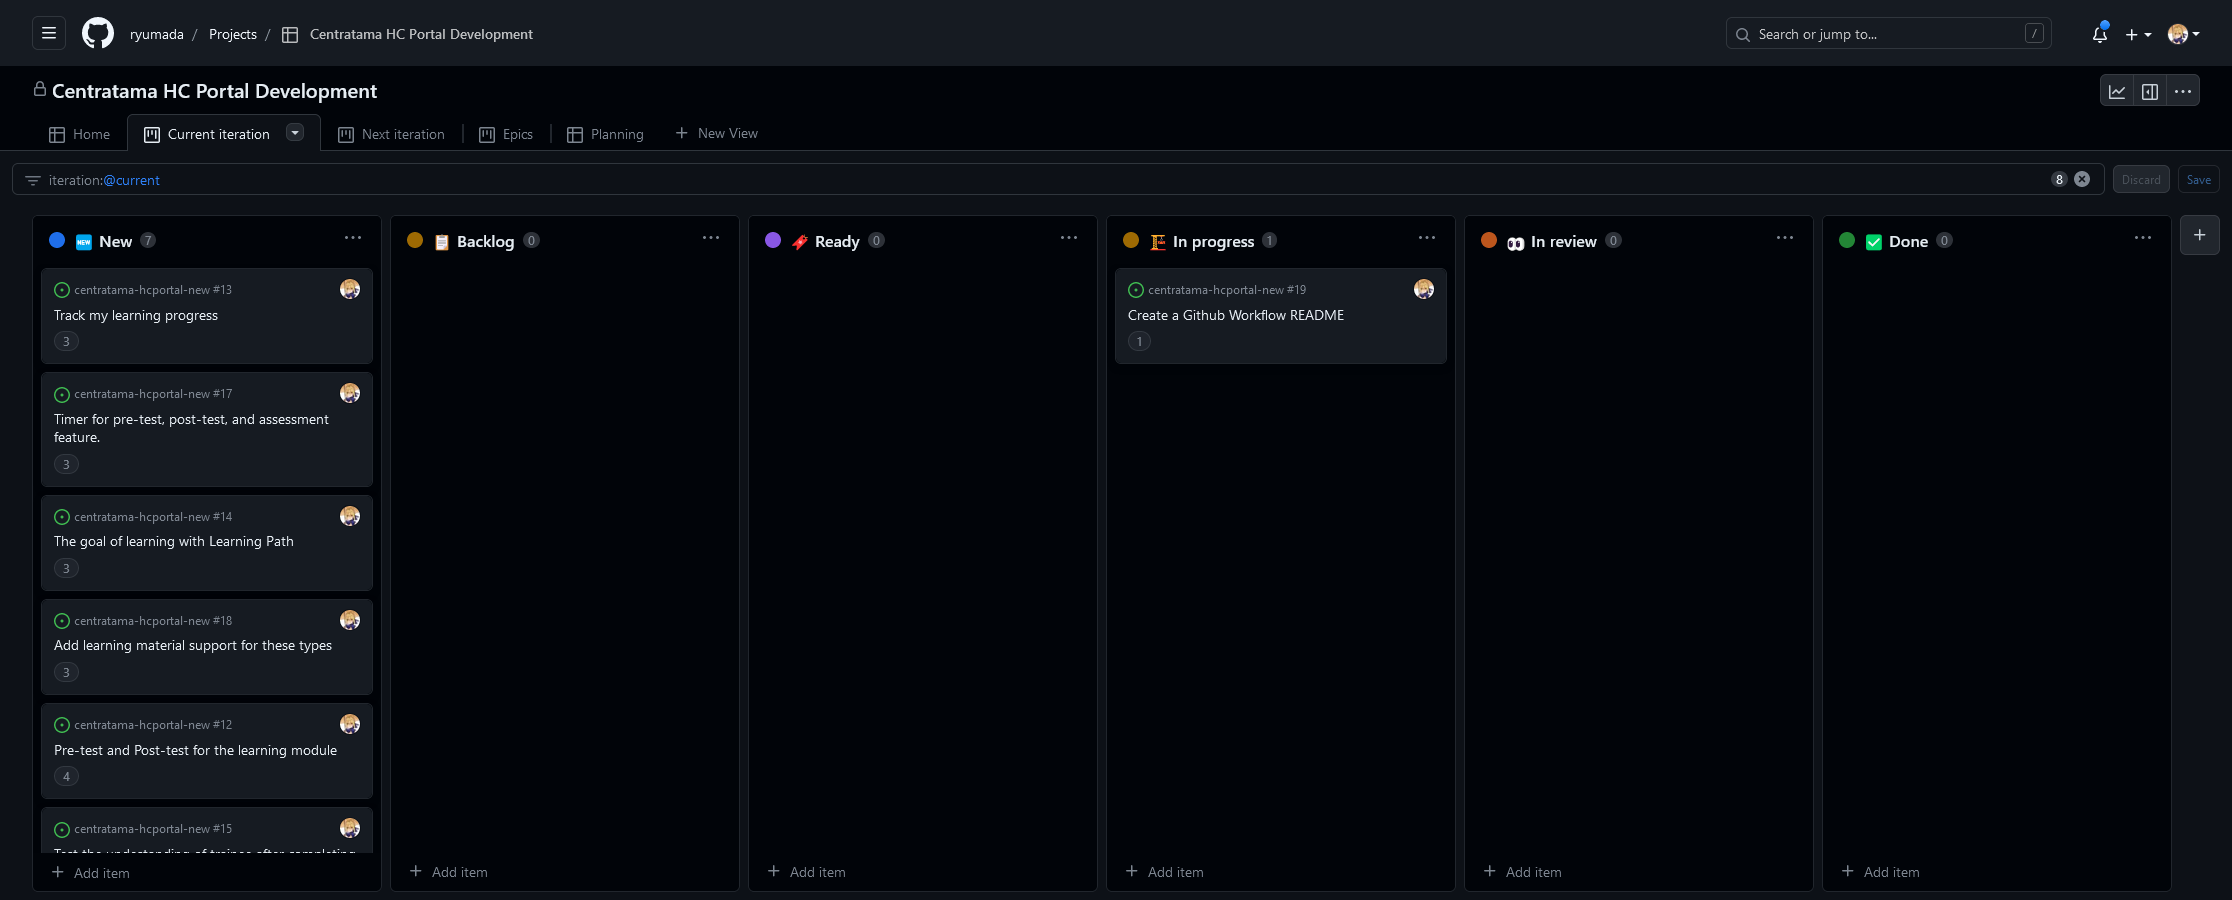 ryumada / Projects / Centratama HC Portal Development
Search or jump to... /
Centratama HC Portal Development
Home
Current iteration
Next iteration
Epics
Planning
New View
iteration:@current
8
Discard
Save
NEW New 7
centratama-hcportal-new #13
Track my learning progress
3
centratama-hcportal-new #17
Timer for pre-test, post-test, and assessment
feature.
3
centratama-hcportal-new #14
The goal of learning with Learning Path
3
centratama-hcportal-new #18
Add learning material support for these types
3
centratama-hcportal-new #12
Pre-test and Post-test for the learning module
4
centratama-hcportal-new #15
Add item
Backlog 0
Add item
Ready 0
Add item
In progress 1
centratama-hcportal-new #19
Create a Github Workflow README
1
Add item
In review 0
Add item
Done 0
Add item